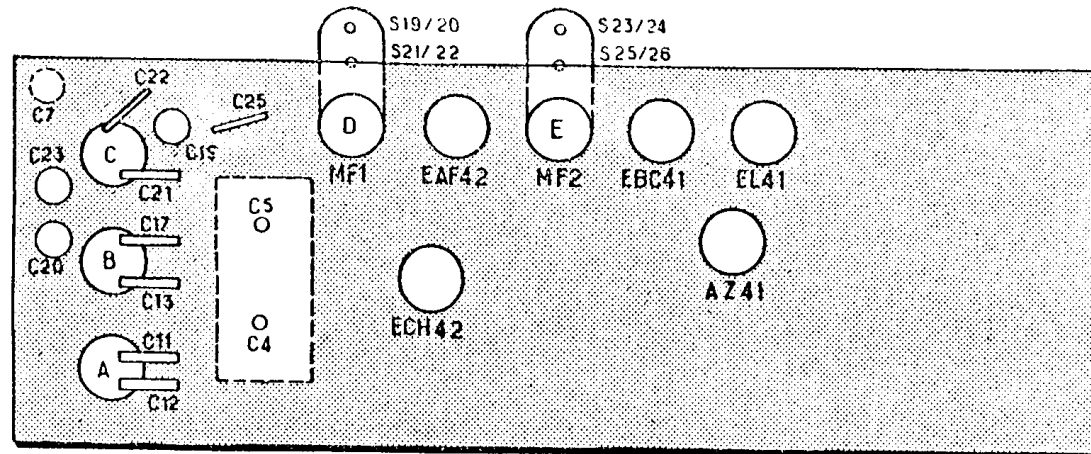 S19/20
S21/22
S23/24
S25/26
C22
C7
C25
C
C15
C23
C21
D
MF1
EAF42
E
MF2
EBC41
EL41
C5
C17
C20
B
C13
AZ41
ECH42
C4
C11
A
C12